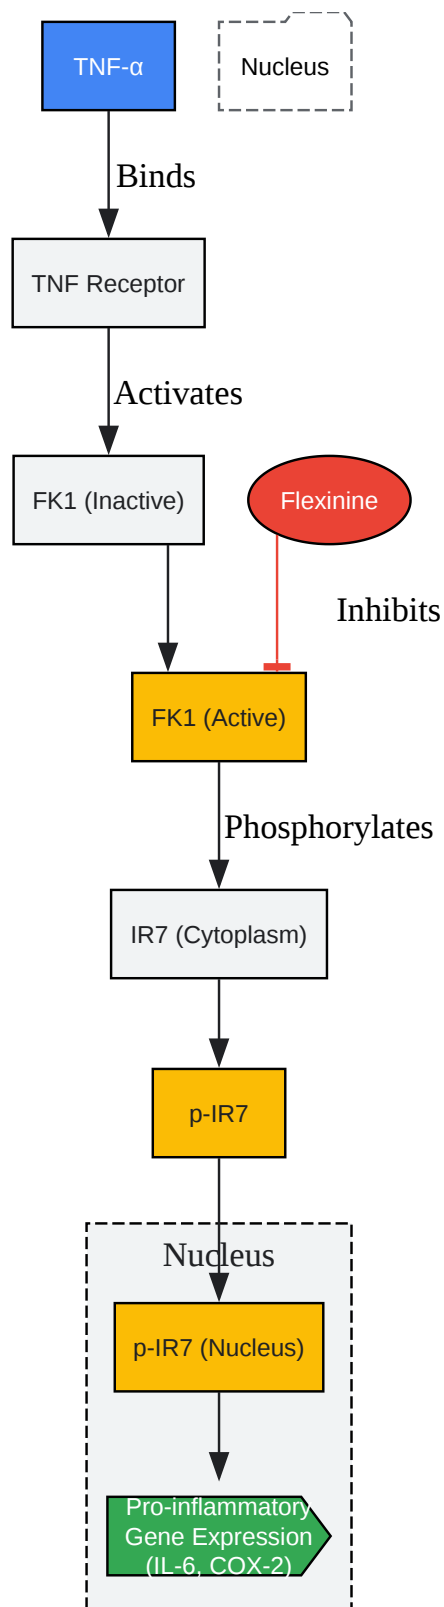 TNF-α
Nucleus
Binds
TNF Receptor
Activates
FK1 (Inactive)
Flexinine
Inhibits
FK1 (Active)
Phosphorylates
IR7 (Cytoplasm)
p-IR7
Nucleus
p-IR7 (Nucleus)
Pro-inflammatory
Gene Expression
(IL-6, COX-2)